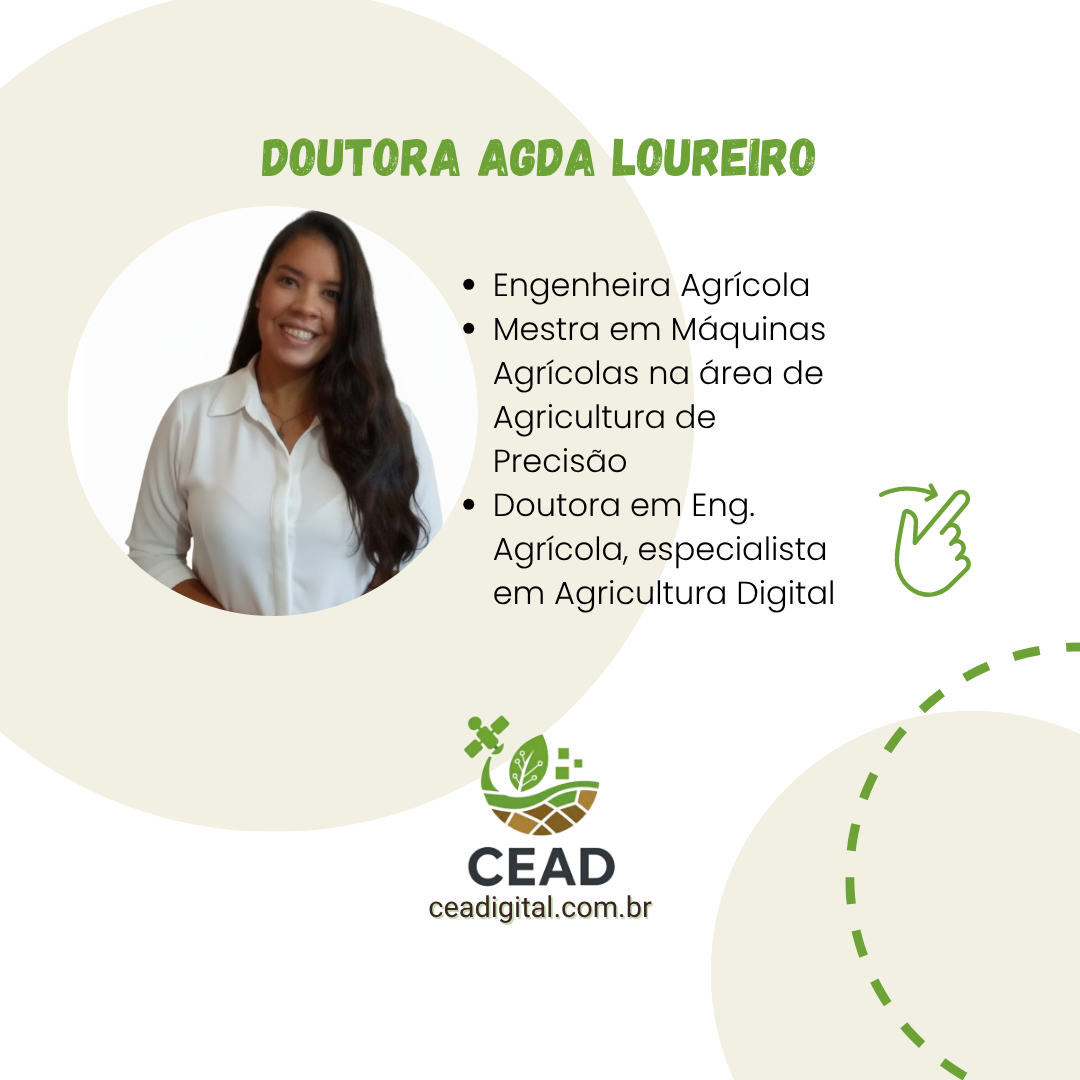 DOUTORA AGDA LOUREIRO
• Engenheira Agrícola
• Mestra em Máquinas
Agrícolas na área de
Agricultura de
Precisão
• Doutora em Eng.
Agrícola, especialista
em Agricultura Digital
CEAD
ceadigital.com.br